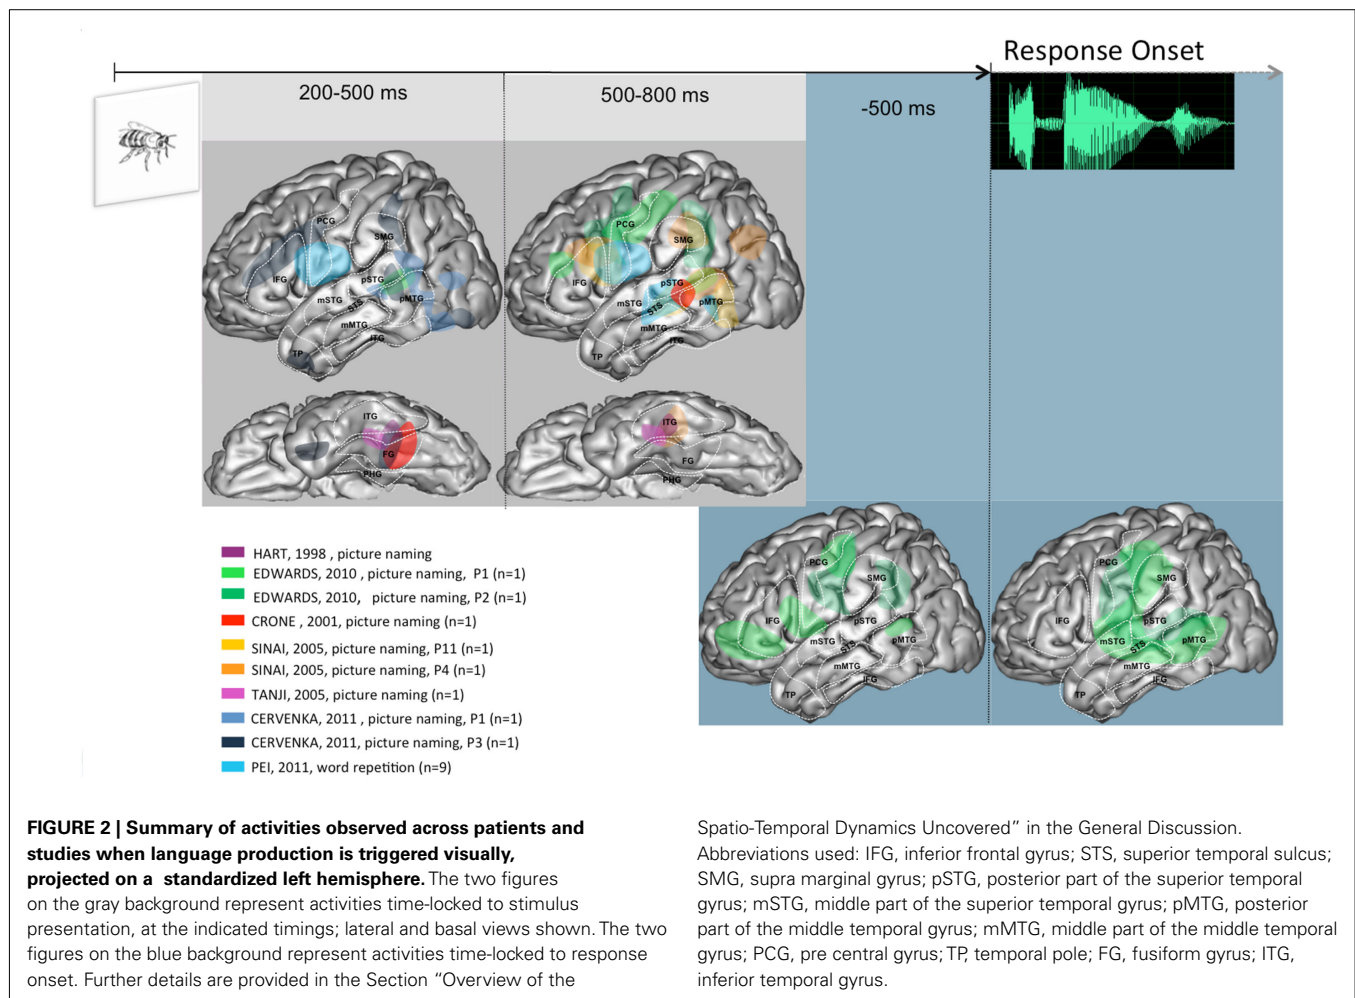 Response Onset
200-500 ms
500-800 ms
-500 ms
PCG
SMG
IFG
pSTG
mSTG
STS
pMTG
mMTG
ITG
TP
PCG
SMG
IFG
pSTG
mSTG
STS
pMTG
mMTG
ITG
TP
ITG
FG
PHG
ITG
FG
PHG
PCG
SMG
IFG
pSTG
mSTG
STS
pMTG
mMTG
IFG
TP
PCG
SMG
IFG
pSTG
mSTG
STS
pMTG
mMTG
IFG
TP
HART, 1998 , picture naming
EDWARDS, 2010 , picture naming, P1 (n=1)
EDWARDS, 2010, picture naming, P2 (n=1)
CRONE , 2001, picture naming (n=1)
SINAI, 2005, picture naming, P11 (n=1)
SINAI, 2005, picture naming, P4 (n=1)
TANJI, 2005, picture naming (n=1)
CERVENKA, 2011 , picture naming, P1 (n=1)
CERVENKA, 2011, picture naming, P3 (n=1)
PEI, 2011, word repetition (n=9)
FIGURE 2 | Summary of activities observed across patients and
studies when language production is triggered visually,
projected on a standardized left hemisphere. The two figures
on the gray background represent activities time-locked to stimulus
presentation, at the indicated timings; lateral and basal views shown. The two
figures on the blue background represent activities time-locked to response
onset. Further details are provided in the Section “Overview of the
Spatio-Temporal Dynamics Uncovered” in the General Discussion.
Abbreviations used: IFG, inferior frontal gyrus; STS, superior temporal sulcus;
SMG, supra marginal gyrus; pSTG, posterior part of the superior temporal
gyrus; mSTG, middle part of the superior temporal gyrus; pMTG, posterior
part of the middle temporal gyrus; mMTG, middle part of the middle temporal
gyrus; PCG, pre central gyrus; TP, temporal pole; FG, fusiform gyrus; ITG,
inferior temporal gyrus.